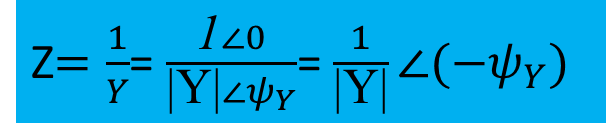 Z= 1/Y = 1∠0/|Y|∠ψ_Y = 1/|Y| ∠(−ψ_Y)